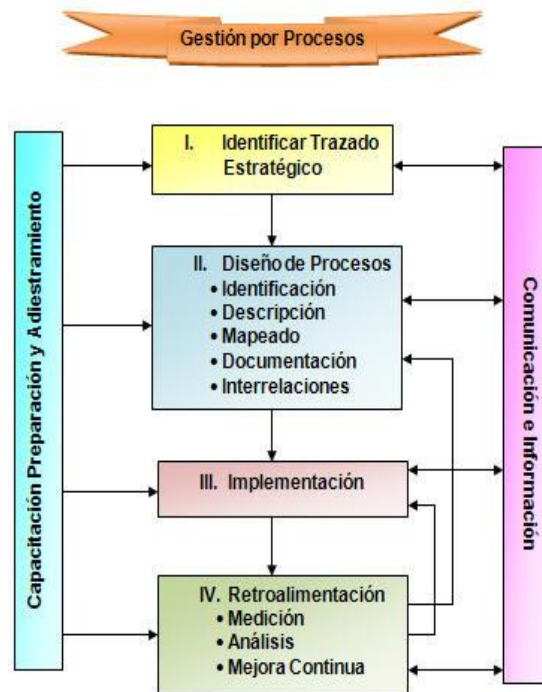 Gestión por Procesos
Capacitación Preparación y Adiestramiento
I. Identificar Trazado
Estratégico
II. Diseño de Procesos
• Identificación
• Descripción
• Mapeado
• Documentación
• Interrelaciones
III. Implementación
IV. Retroalimentación
• Medición
• Análisis
• Mejora Continua
Comunicación e Información